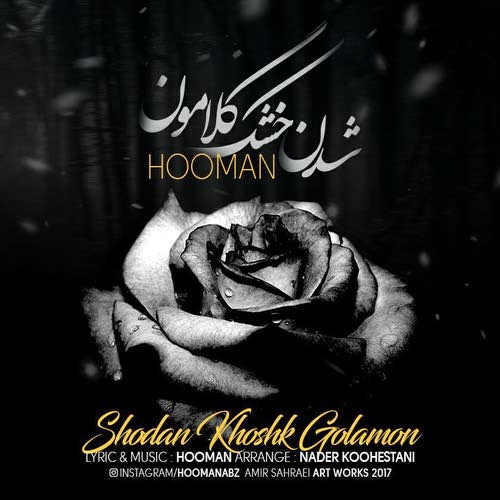 شدن خشک گلامون
HOOMAN
Shodan Khoshk Golamon
LYRIC & MUSIC : HOOMAN ARRANGE : NADER KOOHESTANI
INSTAGRAM/HOOMANABZ AMIR SAHRAEI ART WORKS 2017